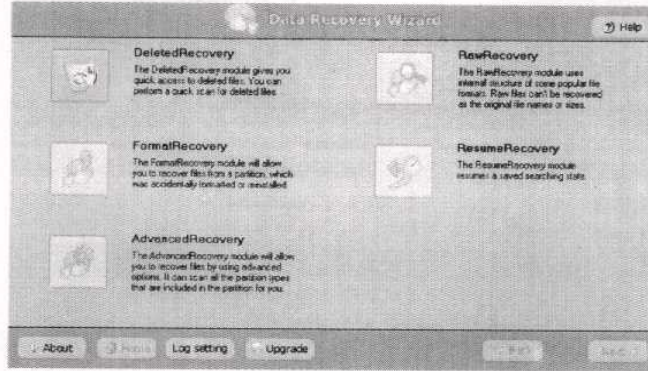 Data Recovery Wizard
Help
DeletedRecovery
The DeletedRecovery module gives you
quick access to deleted files. You can
perform a quick scan for deleted files.
RawRecovery
The RawRecovery module uses
internal structure of some popular file
formats. Raw files can't be recovered
as the original file names or sizes.
FormatRecovery
The FormatRecovery module will allow
you to recover files from a partition, which
was accidentally formatted or reinstalled.
ResumeRecovery
The ResumeRecovery module
resumes a saved searching state.
AdvancedRecovery
The AdvancedRecovery module will allow
you to recover files by using advanced
options. It can scan all the partition types
that are included in the partition for you.
About
Home
Log setting
Upgrade
Next